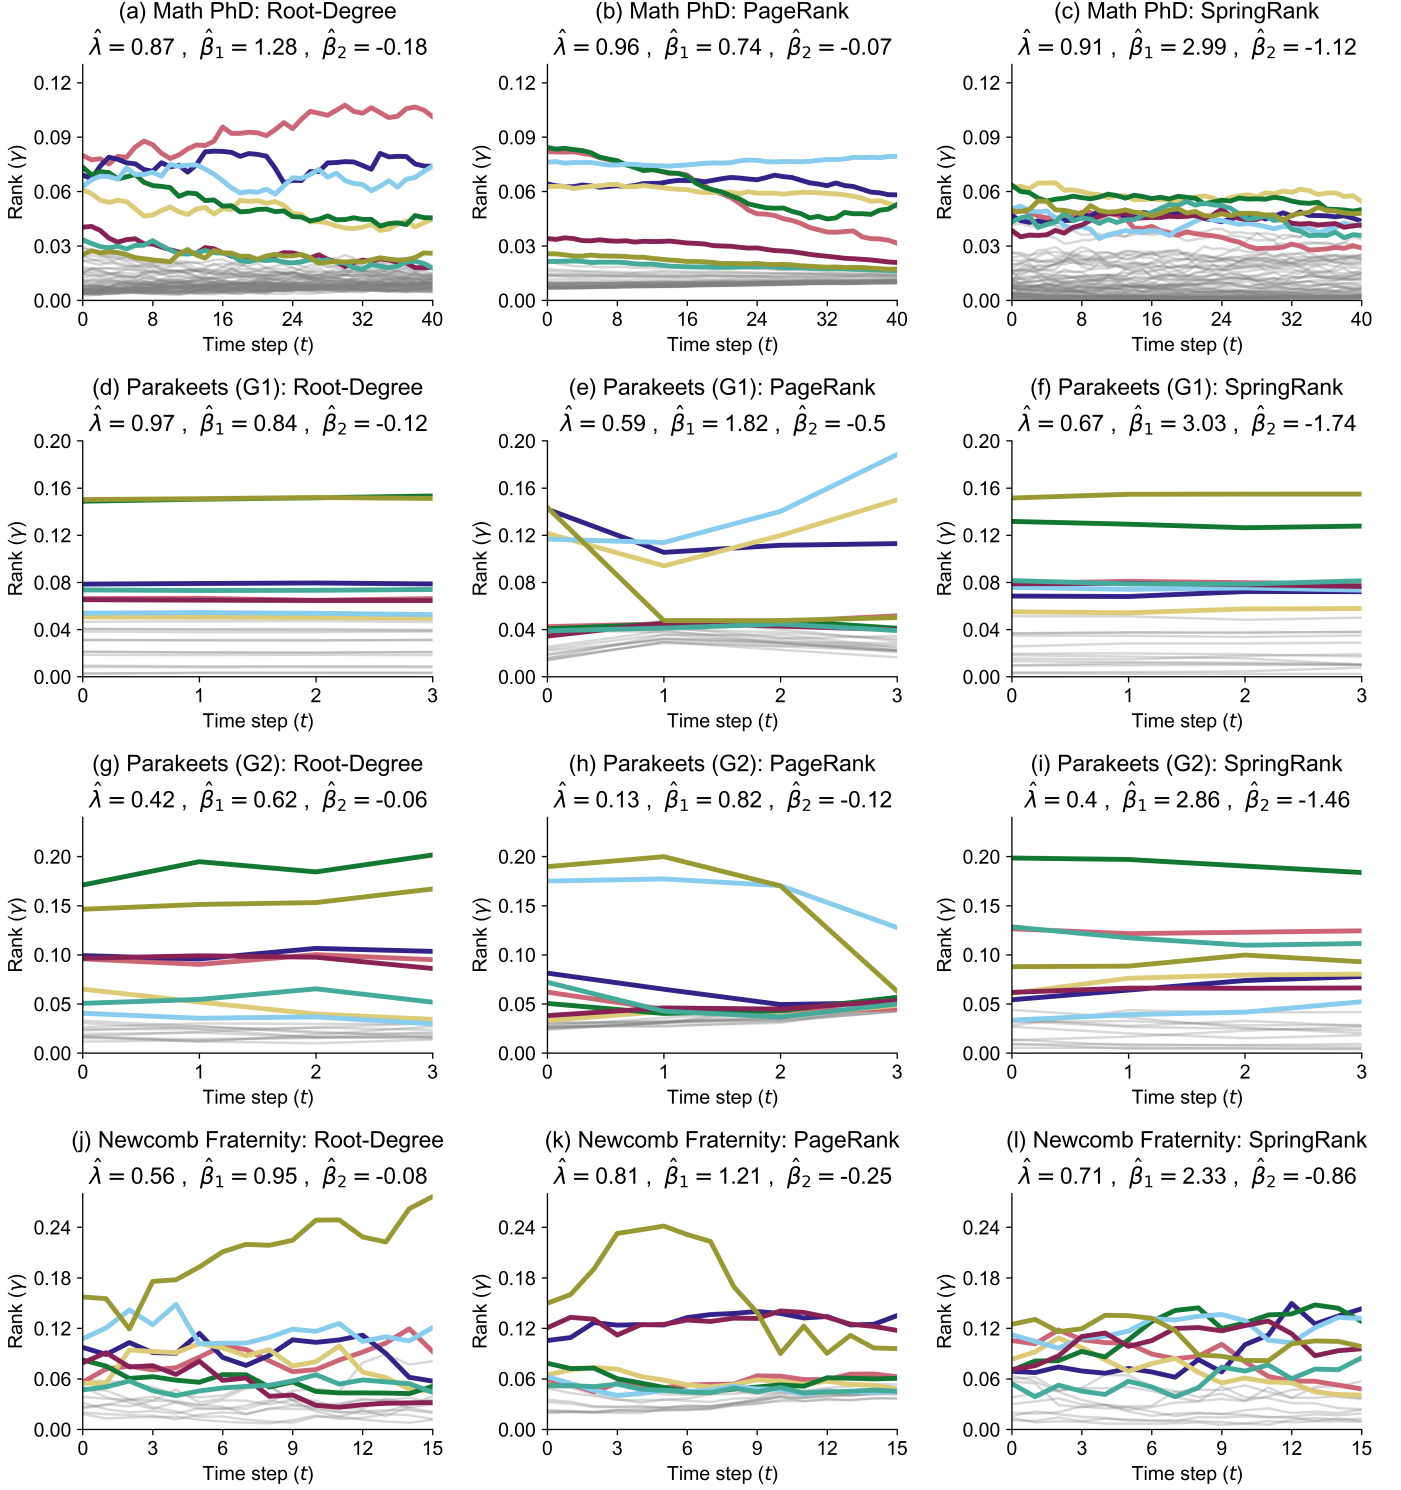 (a) Math PhD: Root-Degree
λ̂ = 0.87 , β̂₁ = 1.28 , β̂₂ = -0.18
0.12
0.09
0.06
0.03
0.00
Rank (γ)
0 8 16 24 32 40
Time step (t)
(b) Math PhD: PageRank
λ̂ = 0.96 , β̂₁ = 0.74 , β̂₂ = -0.07
0.12
0.09
0.06
0.03
0.00
Rank (γ)
0 8 16 24 32 40
Time step (t)
(c) Math PhD: SpringRank
λ̂ = 0.91 , β̂₁ = 2.99 , β̂₂ = -1.12
0.12
0.09
0.06
0.03
0.00
Rank (γ)
0 8 16 24 32 40
Time step (t)
(d) Parakeets (G1): Root-Degree
λ̂ = 0.97 , β̂₁ = 0.84 , β̂₂ = -0.12
0.20
0.16
0.12
0.08
0.04
0.00
Rank (γ)
0 1 2 3
Time step (t)
(e) Parakeets (G1): PageRank
λ̂ = 0.59 , β̂₁ = 1.82 , β̂₂ = -0.5
0.20
0.16
0.12
0.08
0.04
0.00
Rank (γ)
0 1 2 3
Time step (t)
(f) Parakeets (G1): SpringRank
λ̂ = 0.67 , β̂₁ = 3.03 , β̂₂ = -1.74
0.20
0.16
0.12
0.08
0.04
0.00
Rank (γ)
0 1 2 3
Time step (t)
(g) Parakeets (G2): Root-Degree
λ̂ = 0.42 , β̂₁ = 0.62 , β̂₂ = -0.06
0.20
0.15
0.10
0.05
0.00
Rank (γ)
0 1 2 3
Time step (t)
(h) Parakeets (G2): PageRank
λ̂ = 0.13 , β̂₁ = 0.82 , β̂₂ = -0.12
0.20
0.15
0.10
0.05
0.00
Rank (γ)
0 1 2 3
Time step (t)
(i) Parakeets (G2): SpringRank
λ̂ = 0.4 , β̂₁ = 2.86 , β̂₂ = -1.46
0.20
0.15
0.10
0.05
0.00
Rank (γ)
0 1 2 3
Time step (t)
(j) Newcomb Fraternity: Root-Degree
λ̂ = 0.56 , β̂₁ = 0.95 , β̂₂ = -0.08
0.24
0.18
0.12
0.06
0.00
Rank (γ)
0 3 6 9 12 15
Time step (t)
(k) Newcomb Fraternity: PageRank
λ̂ = 0.81 , β̂₁ = 1.21 , β̂₂ = -0.25
0.24
0.18
0.12
0.06
0.00
Rank (γ)
0 3 6 9 12 15
Time step (t)
(l) Newcomb Fraternity: SpringRank
λ̂ = 0.71 , β̂₁ = 2.33 , β̂₂ = -0.86
0.24
0.18
0.12
0.06
0.00
Rank (γ)
0 3 6 9 12 15
Time step (t)